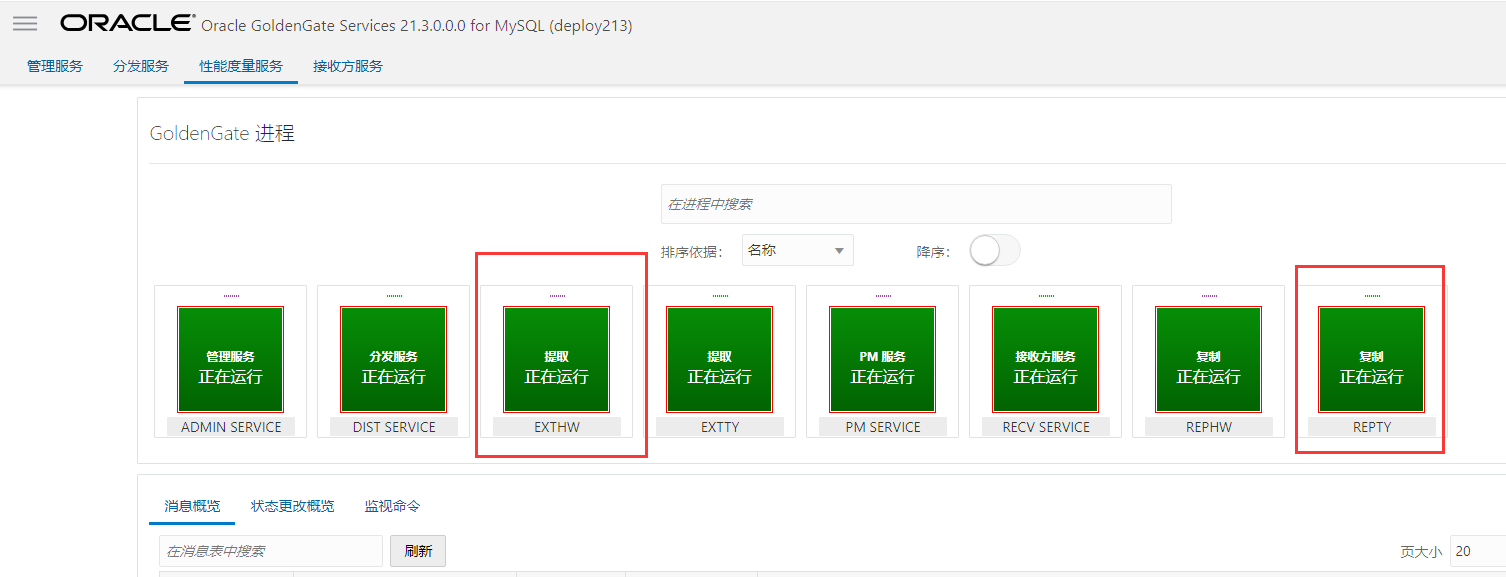 ORACLE® Oracle GoldenGate Services 21.3.0.0.0 for MySQL (deploy213)
管理服务 分发服务 性能度量服务 接收方服务
GoldenGate 进程
在进程中搜索
排序依据： 名称 降序：
管理服务 分发服务 提取 提取 PM 服务 接收方服务 复制 复制
正在运行 正在运行 正在运行 正在运行 正在运行 正在运行 正在运行 正在运行
ADMIN SERVICE DIST SERVICE EXTHW EXTTY PM SERVICE RECV SERVICE REPHW REPTY
消息概览 状态更改概览 监视命令
在消息表中搜索 刷新 页大小 20